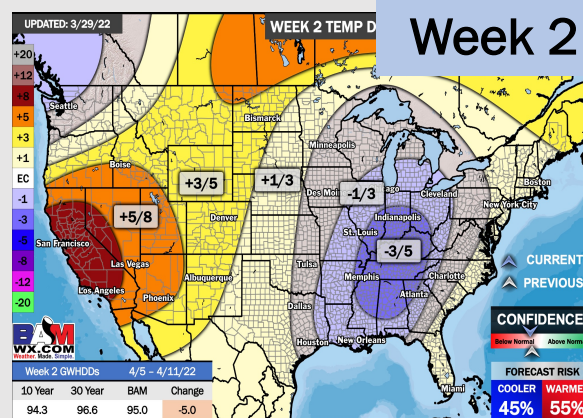 UPDATED: 3/29/22
WEEK 2 TEMP D
Week 2
+20
+12
+8
+5
+3
+1
EC
-1
-3
-5
-8
-12
-20
Seattle
Bismarck
Minneapolis
Boise
+3/5
+1/3
Des Moi
-1/3
ago
Cleveland
Boston
New York City
+5/8
Denver
Indianapolis
St. Louis
-3/5
San Francisco
Las Vegas
Los Angeles
Phoenix
Albuquerque
Tulsa
Memphis
Charlotte
Atlanta
Dallas
Houston
New Orleans
Miami
CURRENT
PREVIOUS
BAM
WX.COM
Weather. Made. Simple.
CONFIDENCE
Below Normal
Above Norm
FORECAST RISK
COOLER
WARME
45%
55%
Week 2 GWHDDs
4/5 – 4/11/22
10 Year
30 Year
BAM
Change
94.3
96.6
95.0
-5.0